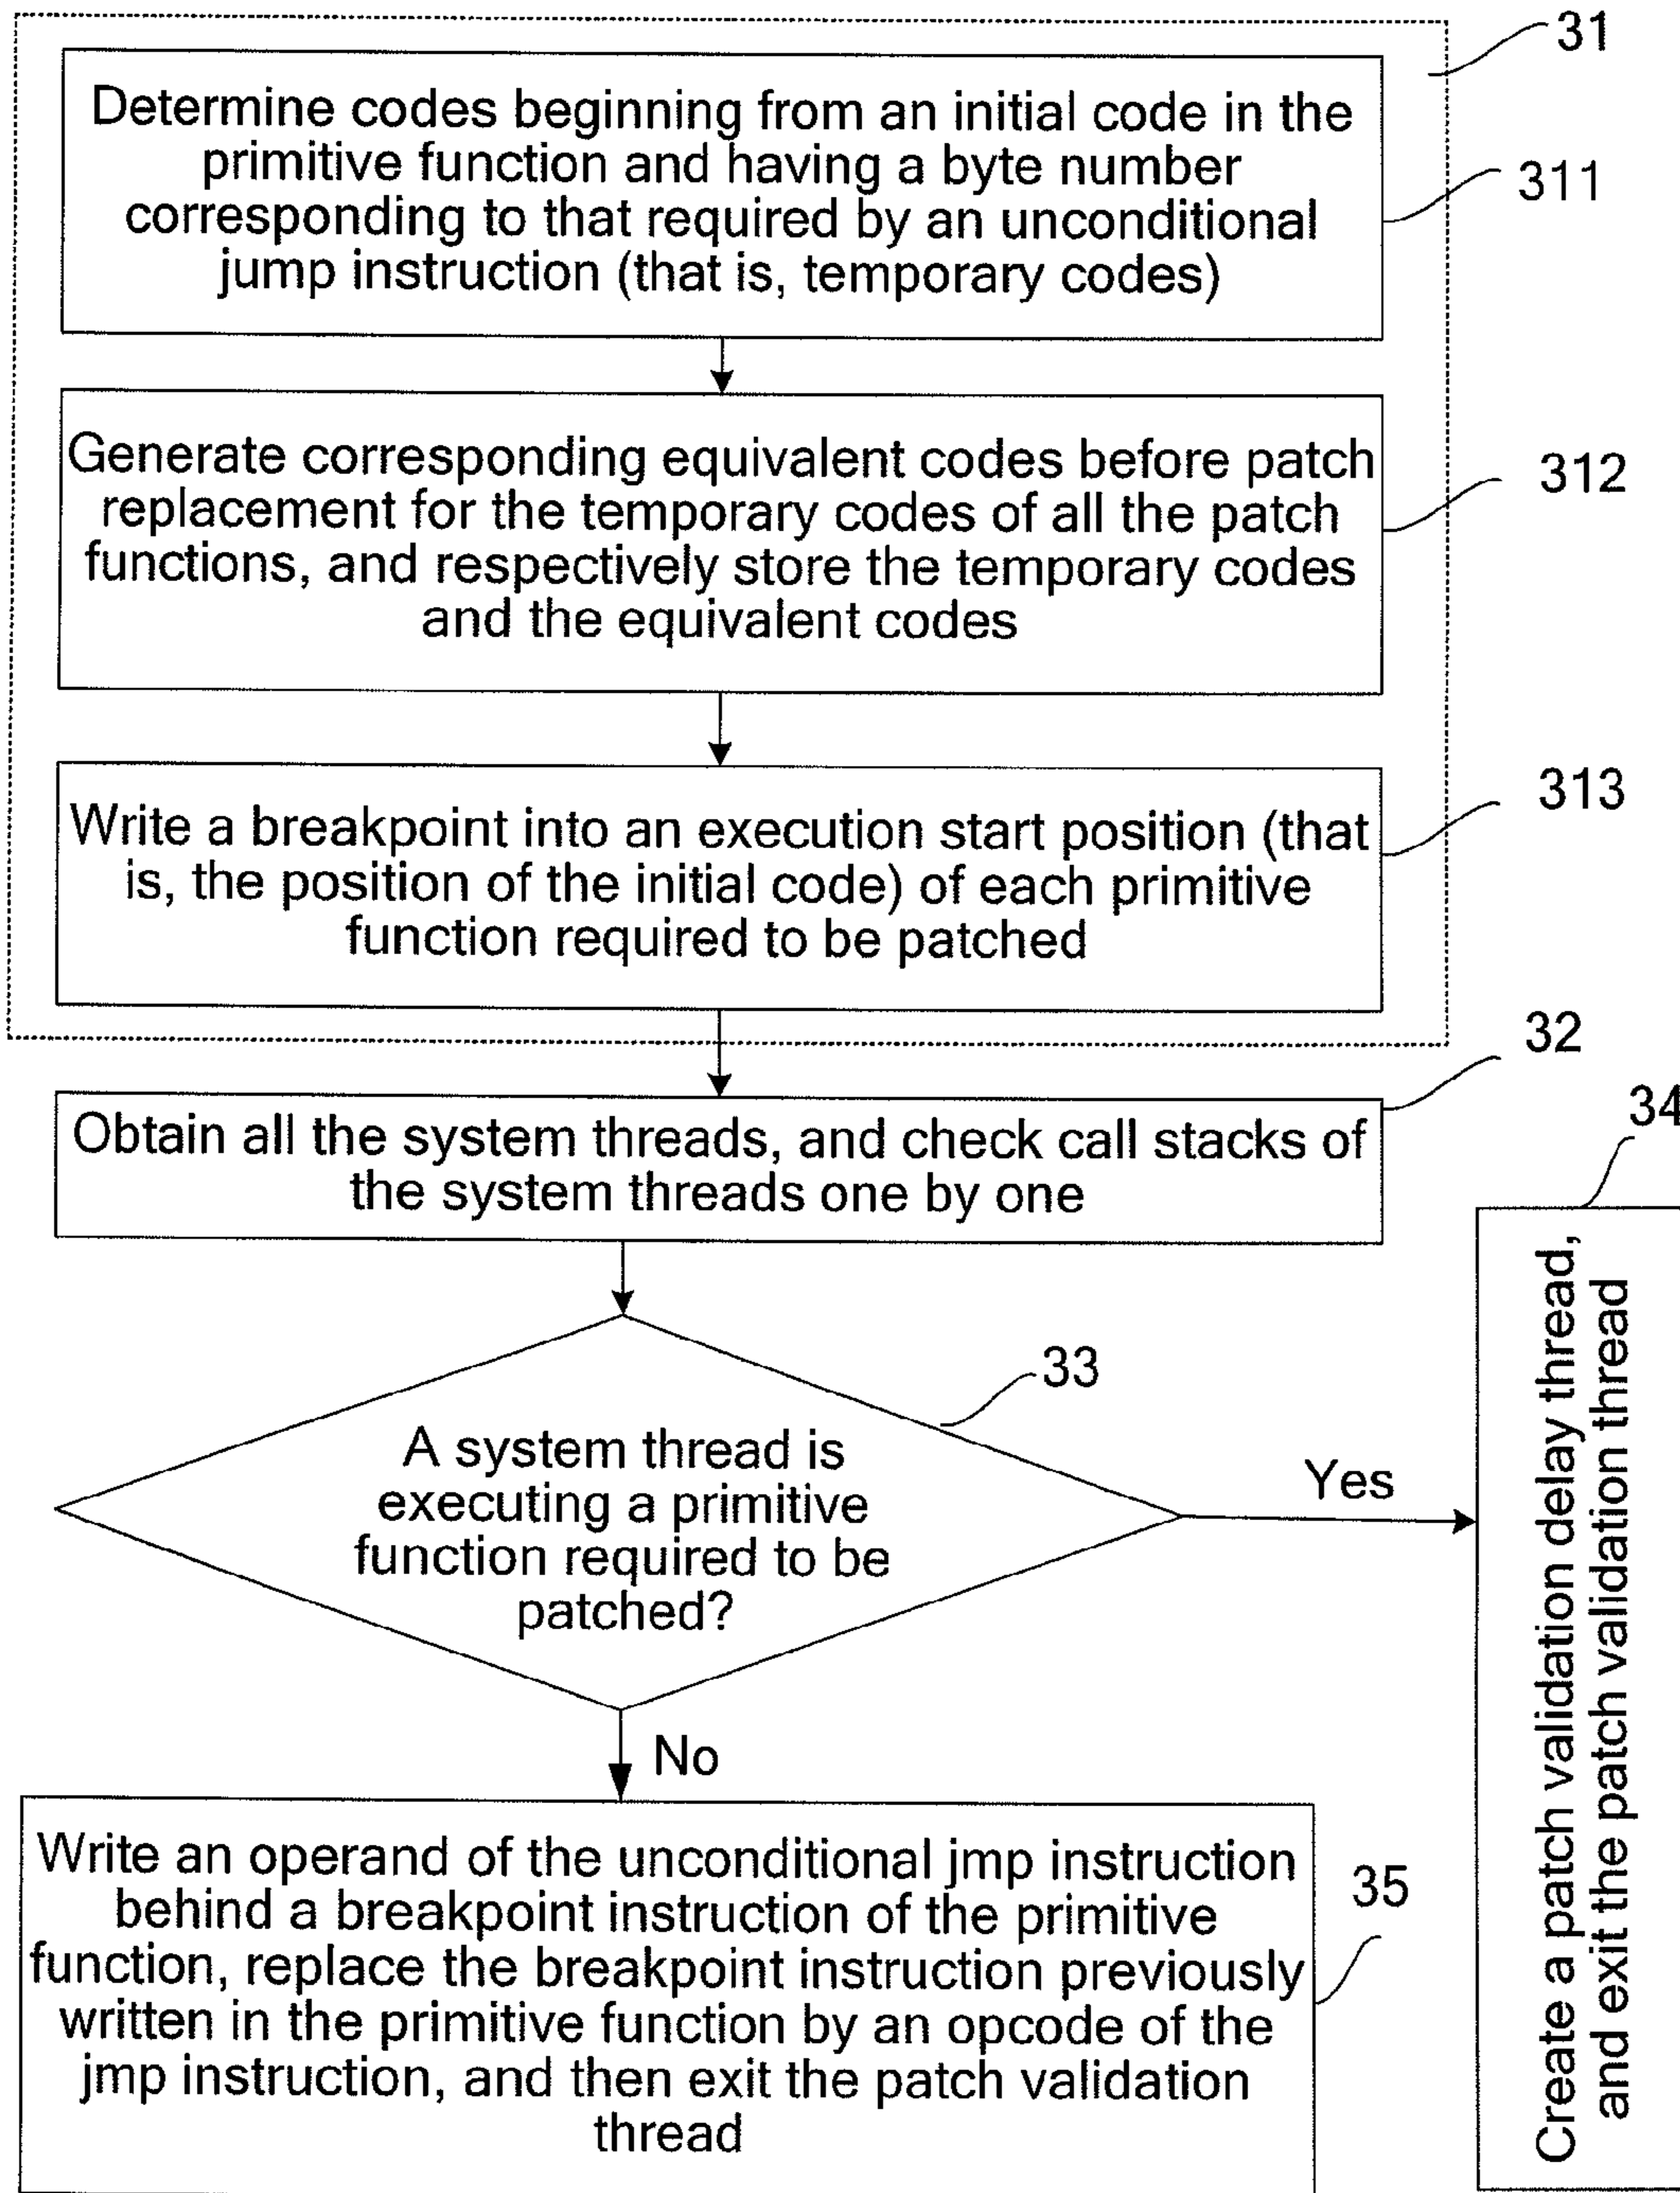 31
Determine codes beginning from an initial code in the
primitive function and having a byte number
corresponding to that required by an unconditional
jump instruction (that is, temporary codes)
311
Generate corresponding equivalent codes before patch
replacement for the temporary codes of all the patch
functions, and respectively store the temporary codes
and the equivalent codes
312
Write a breakpoint into an execution start position (that
is, the position of the initial code) of each primitive
function required to be patched
313
32
Obtain all the system threads, and check call stacks of
the system threads one by one
34
33
A system thread is
executing a primitive
function required to be
patched?
Yes
Create a patch validation delay thread,
and exit the patch validation thread
No
Write an operand of the unconditional jmp instruction
behind a breakpoint instruction of the primitive
function, replace the breakpoint instruction previously
written in the primitive function by an opcode of the
jmp instruction, and then exit the patch validation
thread
35